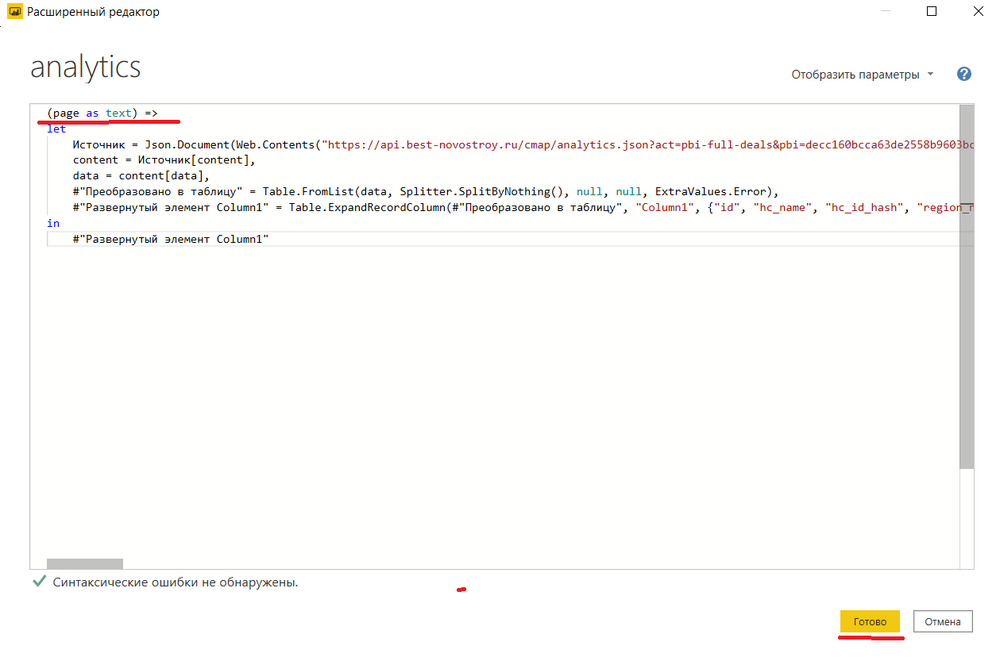 Расширенный редактор
analytics
Отобразить параметры
?
(page as text) =>
let
Источник = Json.Document(Web.Contents("https://api.best-novostroy.ru/cmap/analytics.json?act=pbi-full-deals&pbi=decc160bcca63de2558b9603bc
content = Источник[content],
data = content[data],
#"Преобразовано в таблицу" = Table.FromList(data, Splitter.SplitByNothing(), null, null, ExtraValues.Error),
#"Развернутый элемент Column1" = Table.ExpandRecordColumn(#"Преобразовано в таблицу", "Column1", {"id", "hc_name", "hc_id_hash", "region_n
in
#"Развернутый элемент Column1"
Синтаксические ошибки не обнаружены.
Готово
Отмена